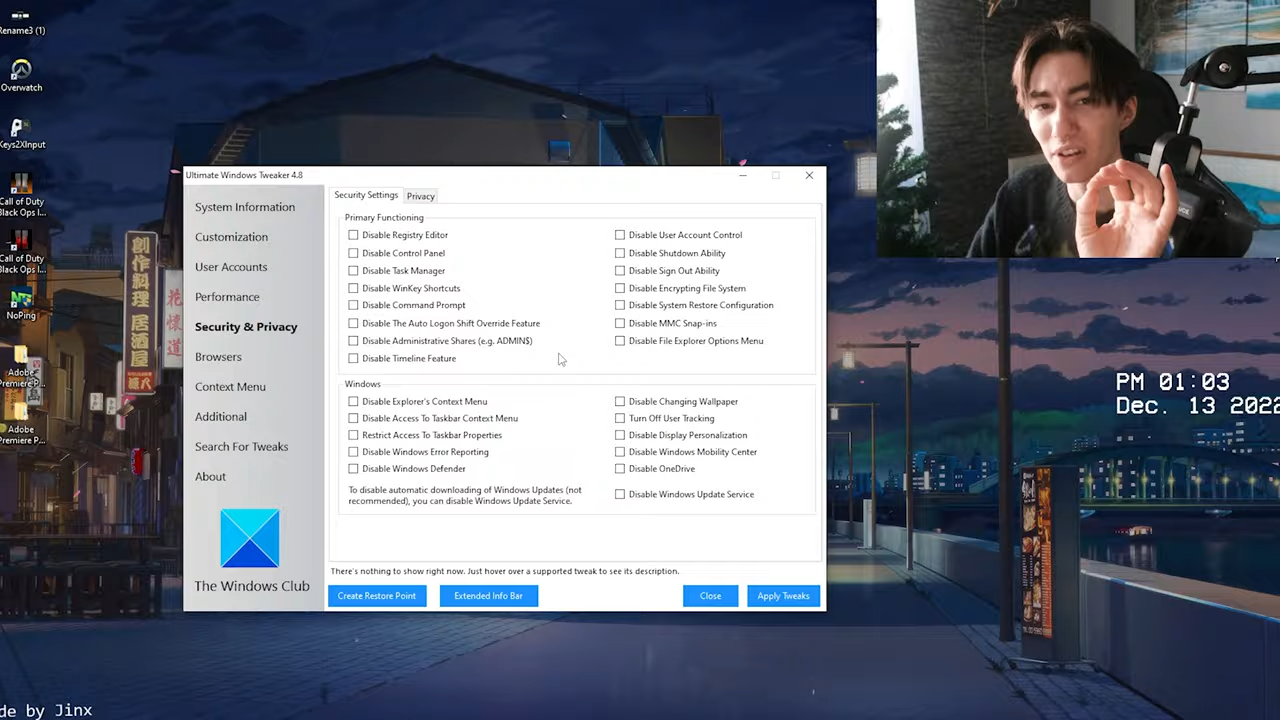 Rename3 (1)
Overwatch
Keys2XInput
Call of Duty
Black Ops I...
Call of Duty
Black Ops I...
NoPing
Adobe
Premiere P...
Adobe
Premiere P...
Ultimate Windows Tweaker 4.8
System Information
Customization
User Accounts
Performance
Security & Privacy
Browsers
Context Menu
Additional
Search For Tweaks
About
The Windows Club
Security Settings
Privacy
Primary Functioning
Disable Registry Editor
Disable Control Panel
Disable Task Manager
Disable WinKey Shortcuts
Disable Command Prompt
Disable The Auto Logon Shift Override Feature
Disable Administrative Shares (e.g. ADMIN$)
Disable Timeline Feature
Disable User Account Control
Disable Shutdown Ability
Disable Sign Out Ability
Disable Encrypting File System
Disable System Restore Configuration
Disable MMC Snap-ins
Disable File Explorer Options Menu
Windows
Disable Explorer's Context Menu
Disable Access To Taskbar Context Menu
Restrict Access To Taskbar Properties
Disable Windows Error Reporting
Disable Windows Defender
To disable automatic downloading of Windows Updates (not
recommended), you can disable Windows Update Service.
Disable Changing Wallpaper
Turn Off User Tracking
Disable Display Personalization
Disable Windows Mobility Center
Disable OneDrive
Disable Windows Update Service
There's nothing to show right now. Just hover over a supported tweak to see its description.
Create Restore Point
Extended Info Bar
Close
Apply Tweaks
創作料理
居酒屋
PM 01:03
Dec. 13 2022
de by Jinx